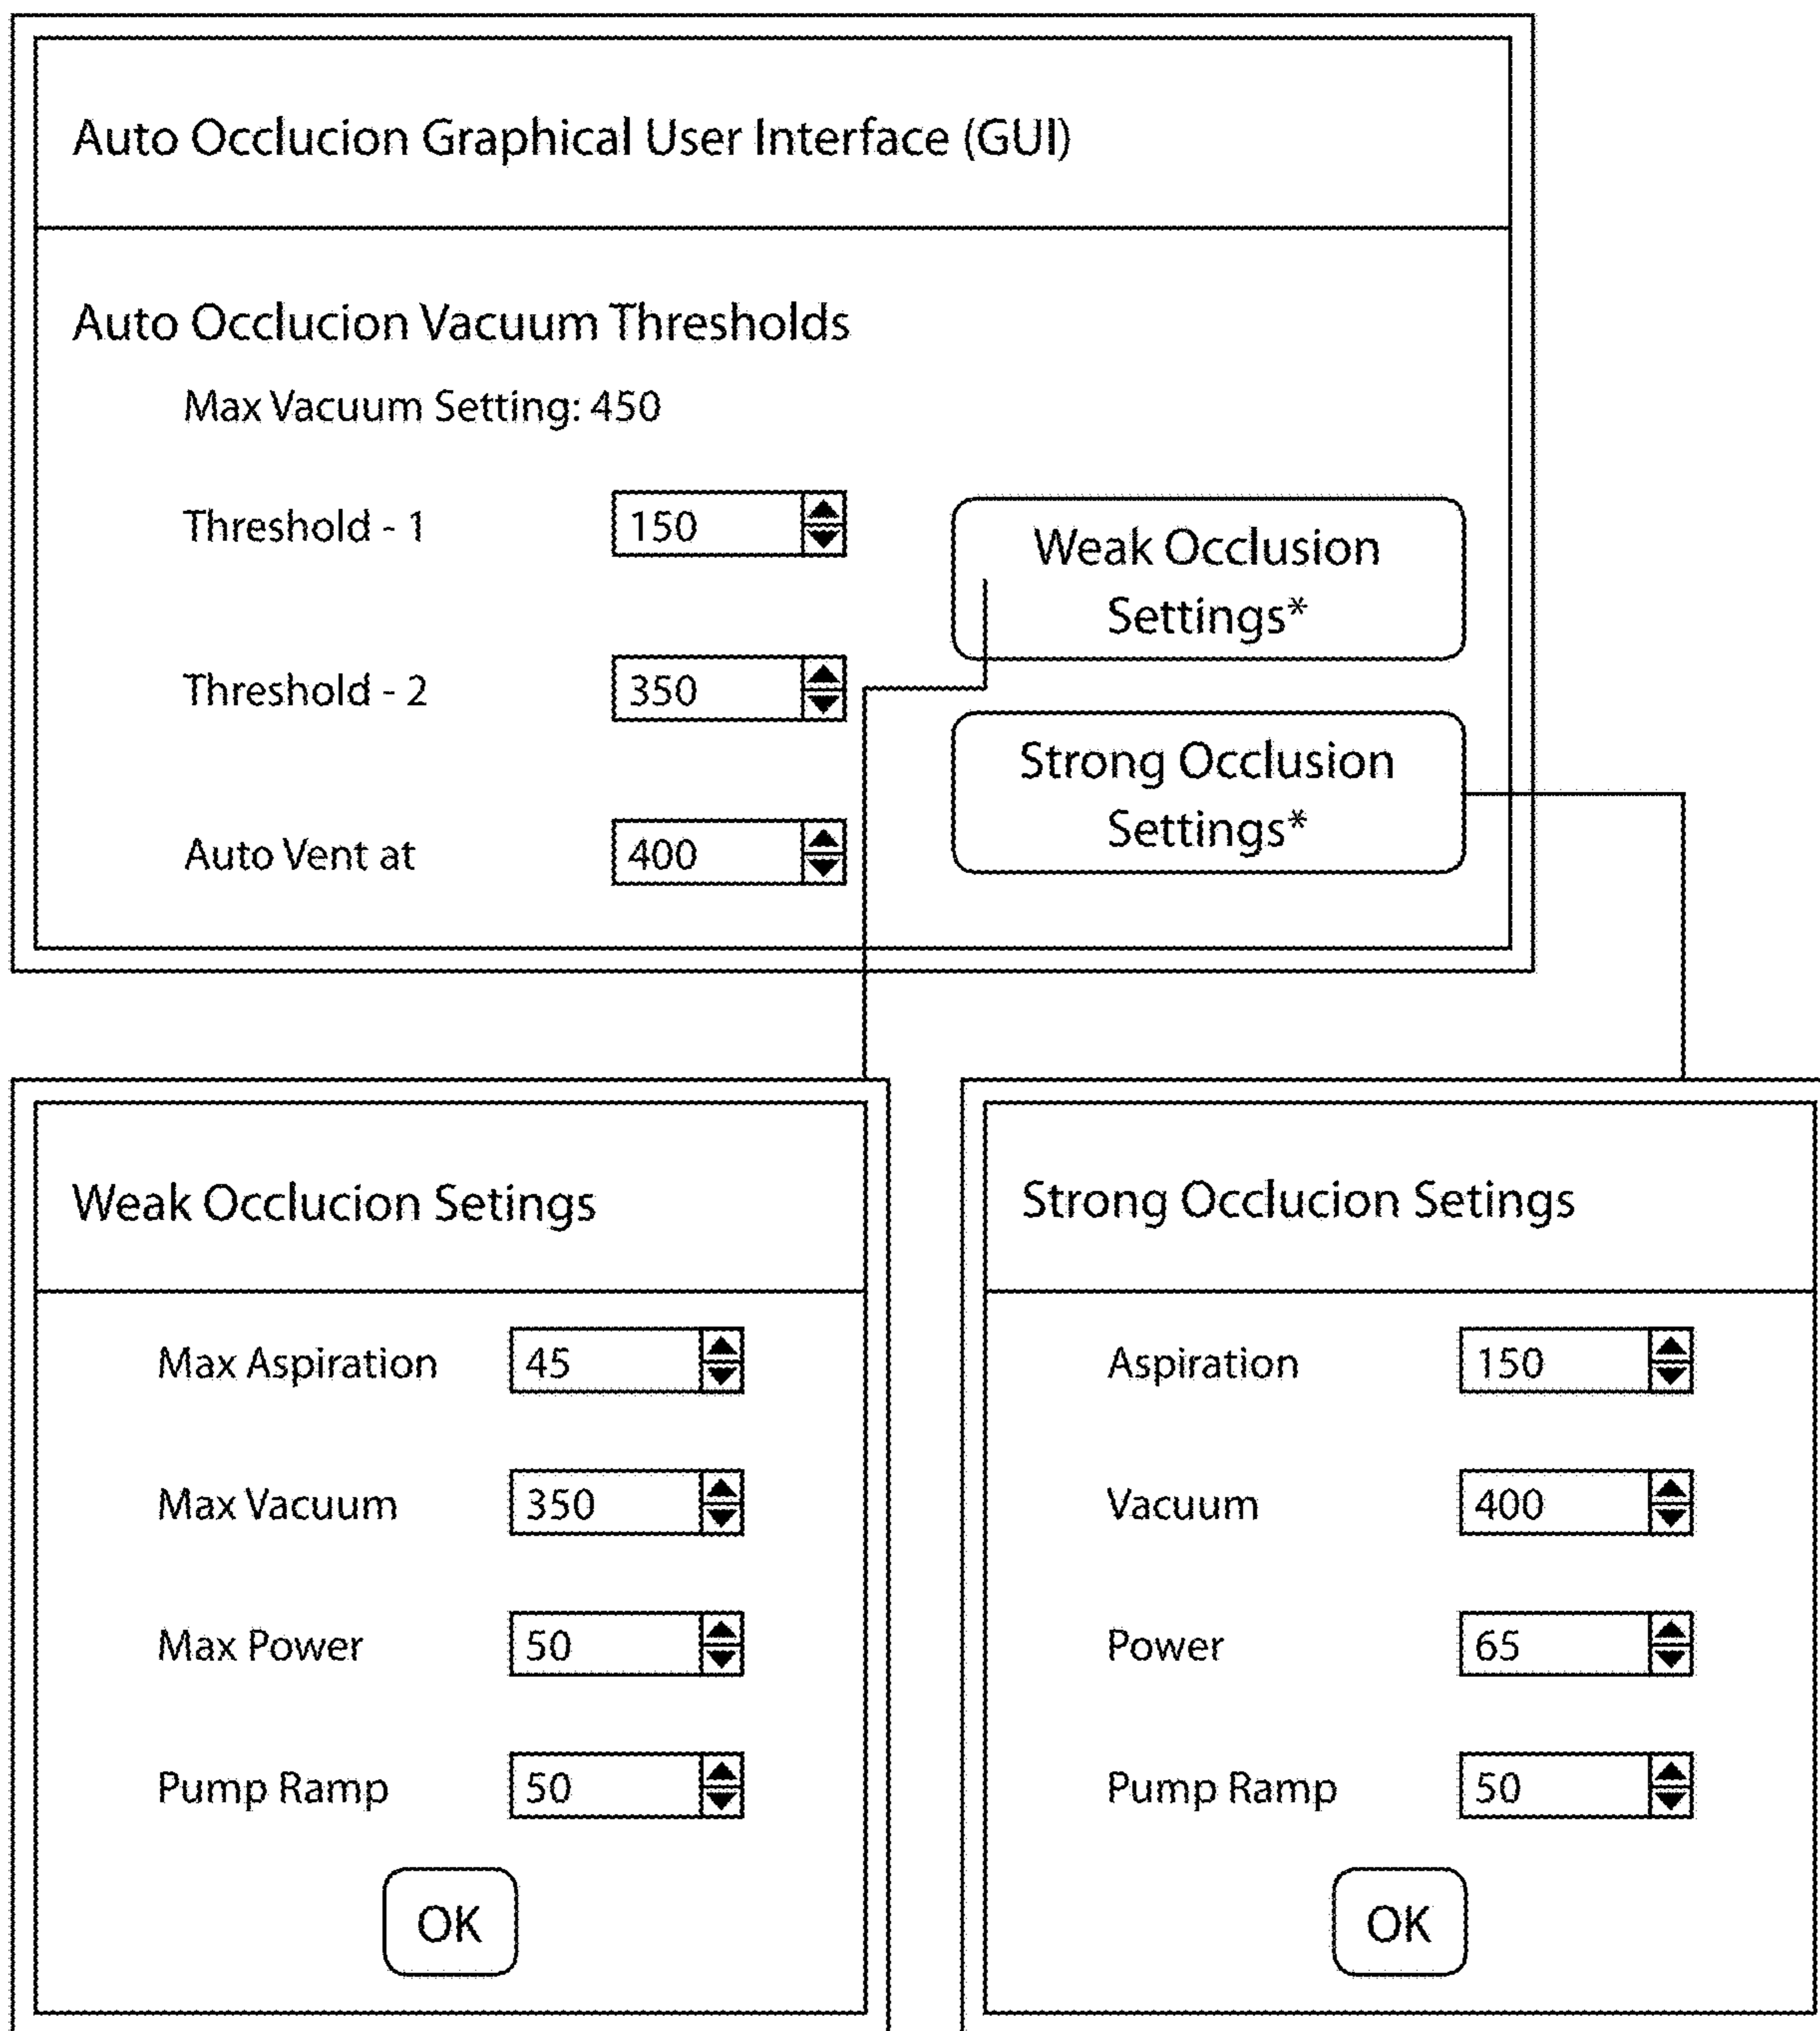 Auto Occlucion Graphical User Interface (GUI)
Auto Occlucion Vacuum Thresholds
Max Vacuum Setting: 450
Threshold - 1 150
Threshold - 2 350
Auto Vent at 400
Weak Occlusion
Settings*
Strong Occlusion
Settings*
Weak Occlucion Setings
Max Aspiration 45
Max Vacuum 350
Max Power 50
Pump Ramp 50
OK
Strong Occlucion Setings
Aspiration 150
Vacuum 400
Power 65
Pump Ramp 50
OK